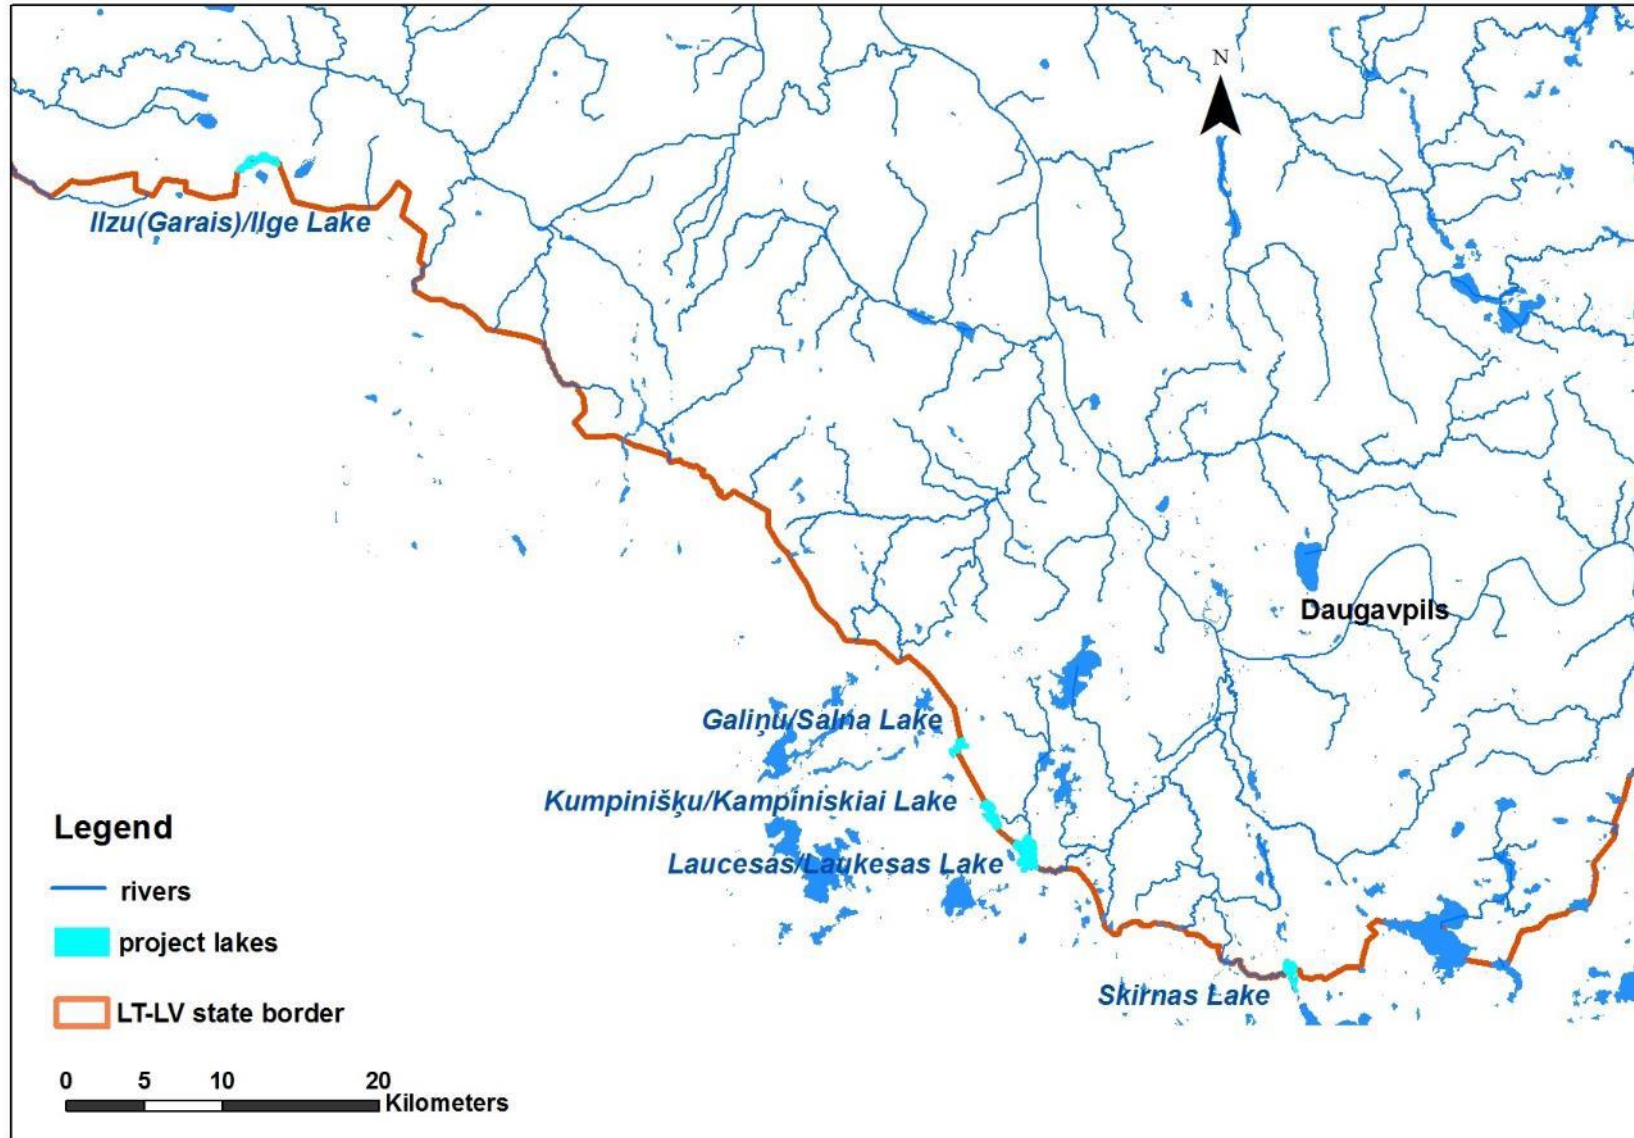 N
Ilzu(Garais)/Ilge Lake
Daugavpils
Galiņu/Salna Lake
Kumpinišķu/Kampiniskiai Lake
Laucesas/Laukesas Lake
Skirnas Lake
Legend
rivers
project lakes
LT-LV state border
0 5 10 20
Kilometers